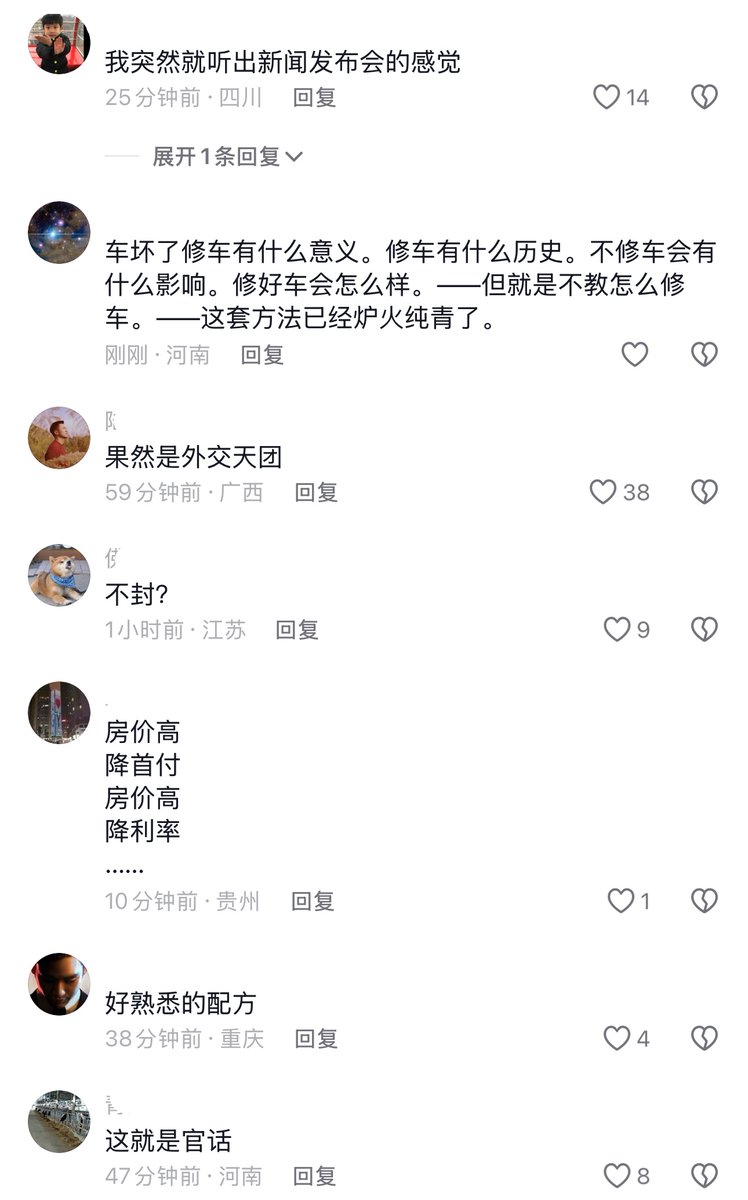 我突然就听出新闻发布会的感觉
25分钟前·四川 回复 14
展开1条回复
车坏了修车有什么意义。修车有什么历史。不修车会有
什么影响。修好车会怎么样。——但就是不教怎么修
车。——这套方法已经炉火纯青了。
刚刚·河南 回复
果然是外交天团
59分钟前·广西 回复 38
不封?
1小时前·江苏 回复 9
房价高
降首付
房价高
降利率
......
10分钟前·贵州 回复 1
好熟悉的配方
38分钟前·重庆 回复 4
这就是官话
47分钟前·河南 回复 8